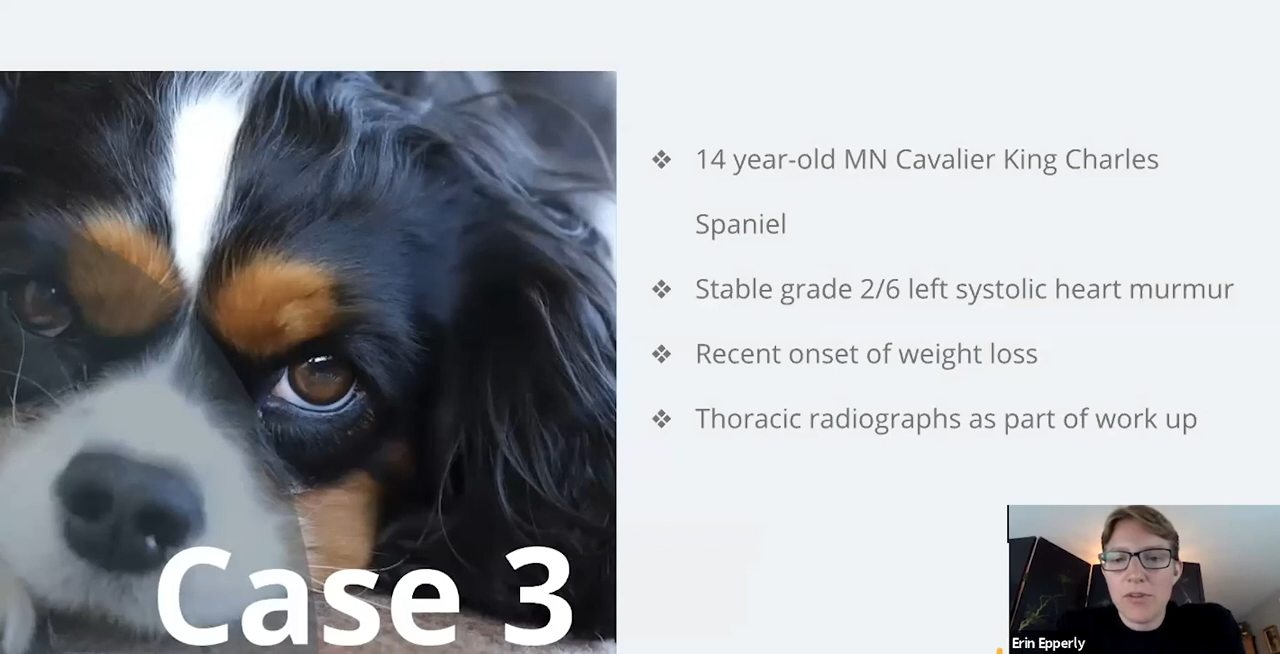 14 year-old MN Cavalier King Charles
Spaniel
Stable grade 2/6 left systolic heart murmur
Recent onset of weight loss
Thoracic radiographs as part of work up
Case 3
Erin Epperly